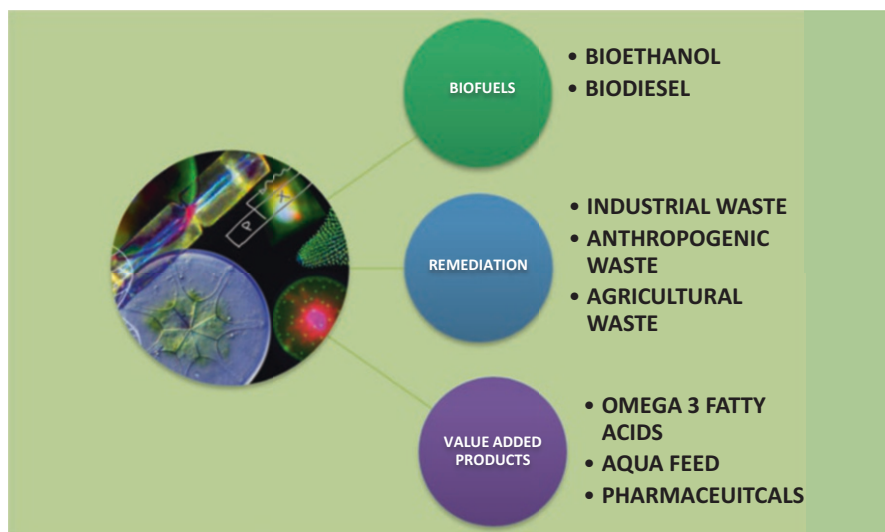 BIOFUELS
• BIOETHANOL
• BIODIESEL
P
X
REMEDIATION
• INDUSTRIAL WASTE
• ANTHROPOGENIC
WASTE
• AGRICULTURAL
WASTE
VALUE ADDED
PRODUCTS
• OMEGA 3 FATTY
ACIDS
• AQUA FEED
• PHARMACEUITCALS